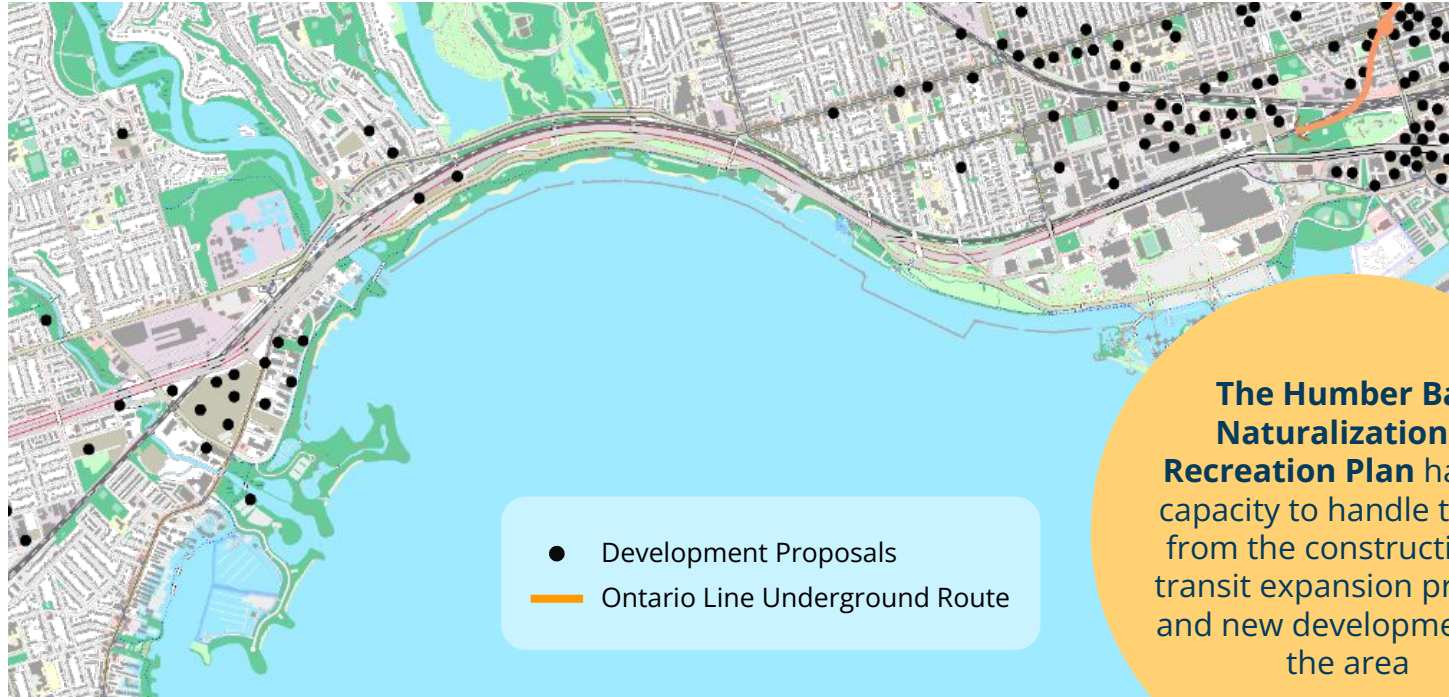 Development Proposals
Ontario Line Underground Route
The Humber Ba
Naturalization
Recreation Plan ha
capacity to handle t
from the constructi
transit expansion pr
and new developme
the area